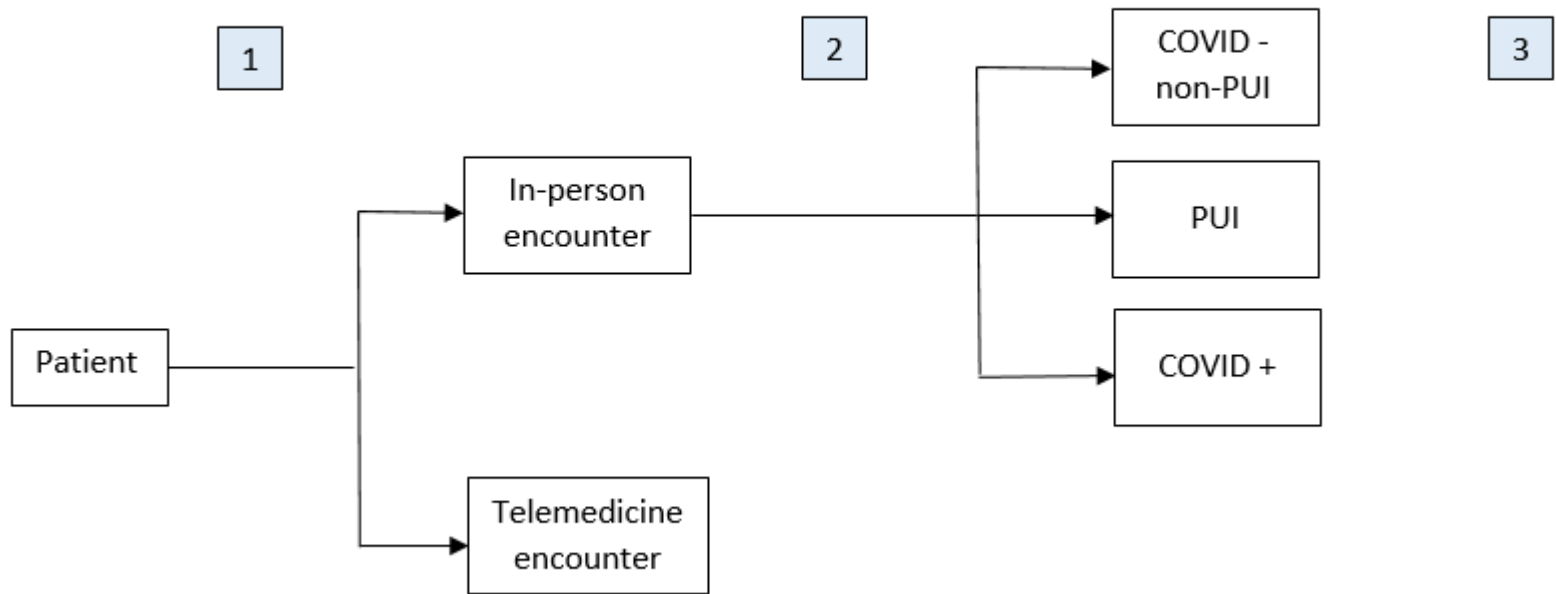 1
2
3
COVID -
non-PUI
In-person
encounter
PUI
Patient
COVID +
Telemedicine
encounter